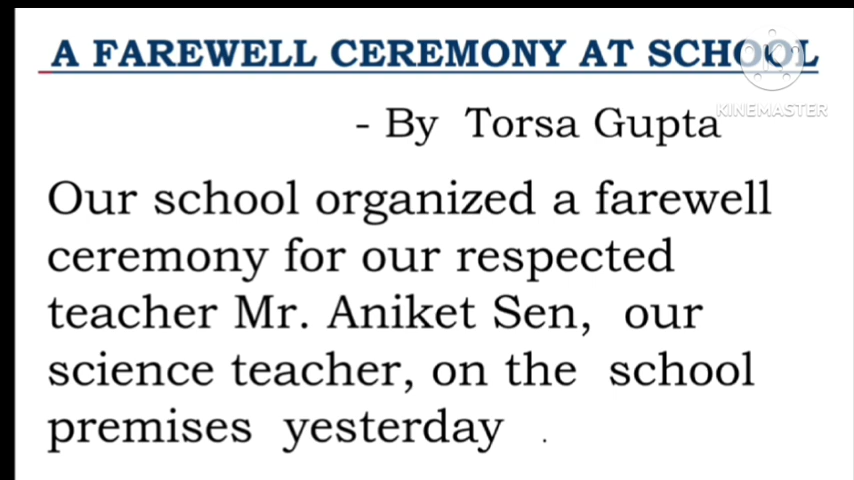 A FAREWELL CEREMONY AT SCHOOL
KINEMASTER
- By Torsa Gupta
Our school organized a farewell
ceremony for our respected
teacher Mr. Aniket Sen, our
science teacher, on the school
premises yesterday .